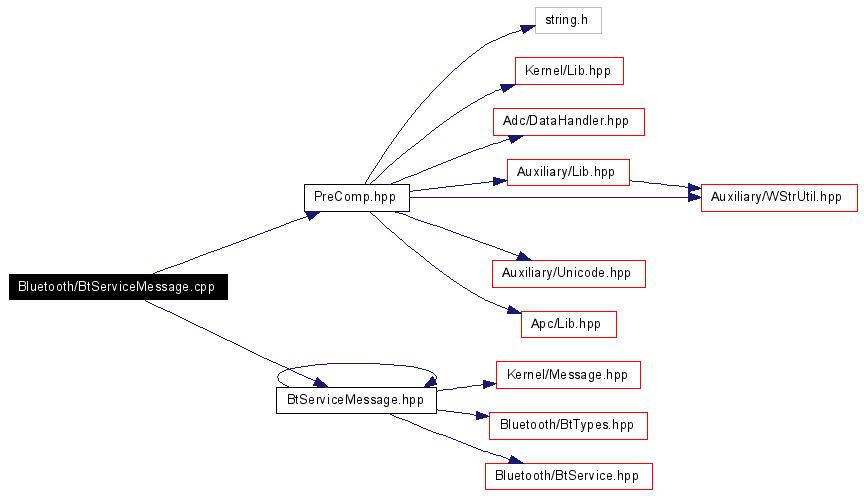 string.h
Kernel/Lib.hpp
Adc/DataHandler.hpp
Auxiliary/Lib.hpp
PreComp.hpp
Auxiliary/WStrUtil.hpp
Auxiliary/Unicode.hpp
Bluetooth/BtServiceMessage.cpp
Apc/Lib.hpp
Kernel/Message.hpp
BtServiceMessage.hpp
Bluetooth/BtTypes.hpp
Bluetooth/BtService.hpp